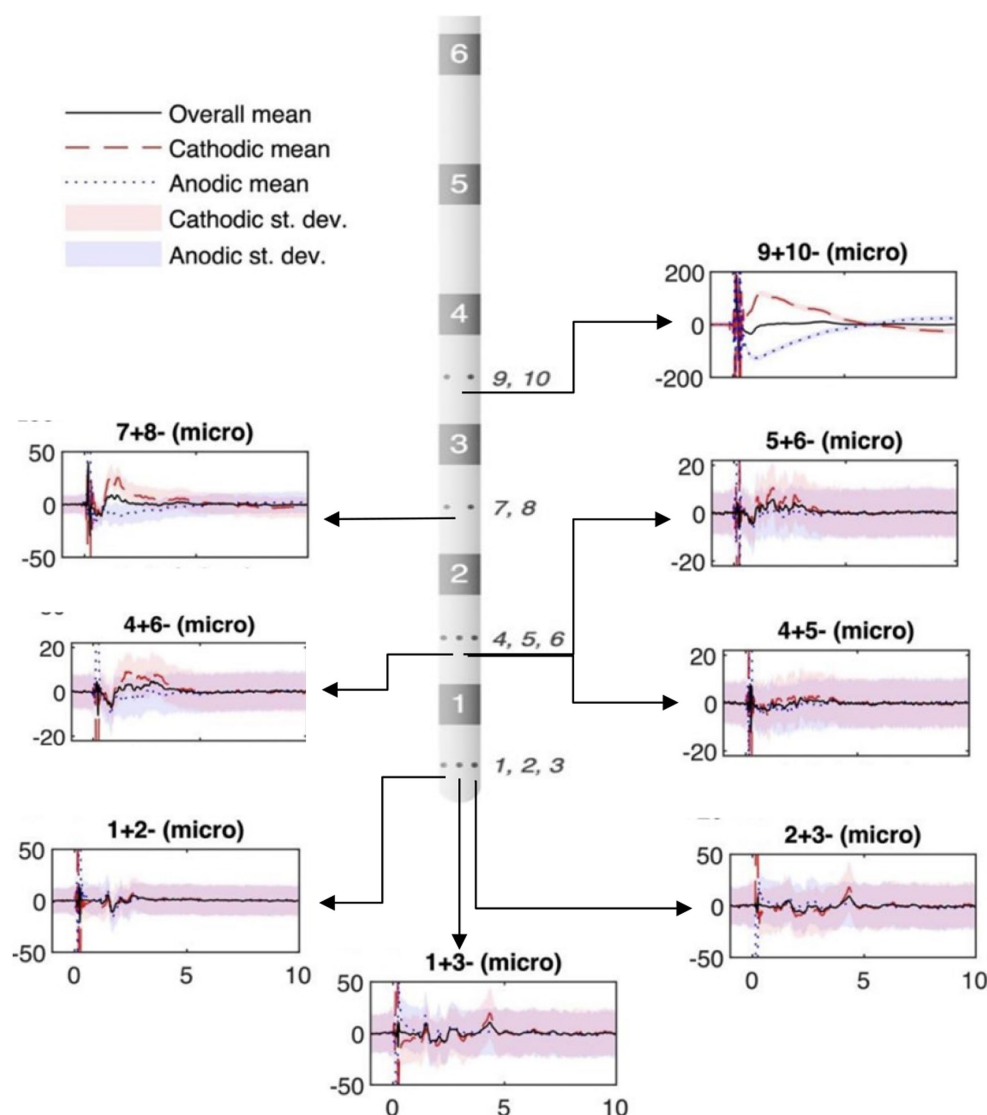 6
Overall mean
Cathodic mean
Anodic mean
Cathodic st. dev.
Anodic st. dev.
5
4
9+10- (micro)
200
0
-200
9, 10
3
7+8- (micro)
50
0
-50
7, 8
5+6- (micro)
20
0
-20
2
4, 5, 6
4+6- (micro)
20
0
-20
4+5- (micro)
20
0
-20
1
1, 2, 3
1+2- (micro)
50
0
-50
0
5
10
2+3- (micro)
50
0
-50
0
5
10
1+3- (micro)
50
0
-50
0
5
10